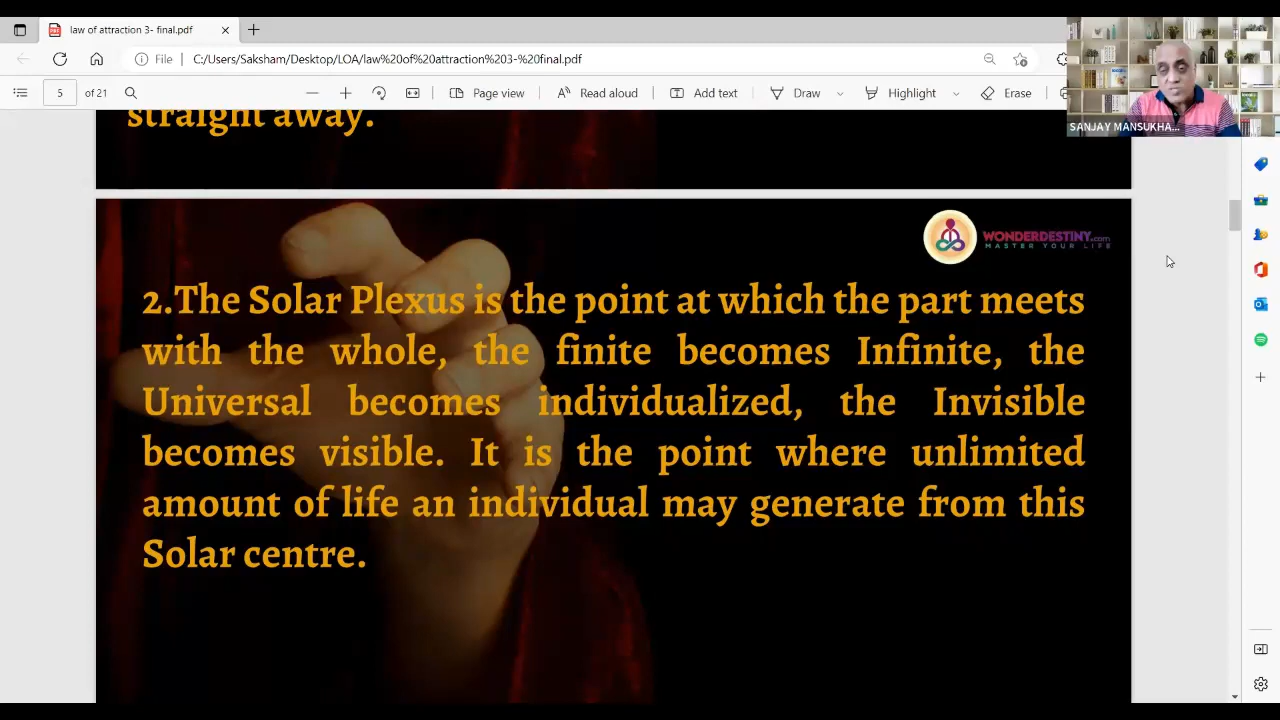 law of attraction 3- final.pdf
File
C:/Users/Saksham/Desktop/LOA/law%20of%20attraction%203-%20final.pdf
5 of 21 Page view Read aloud Add text Draw Highlight Erase
SANJAY MANSUKHA...
straight away.
WONDERDESTINY.com
MASTER YOUR LIFE
2.The Solar Plexus is the point at which the part meets
with the whole, the finite becomes Infinite, the
Universal becomes individualized, the Invisible
becomes visible. It is the point where unlimited
amount of life an individual may generate from this
Solar centre.